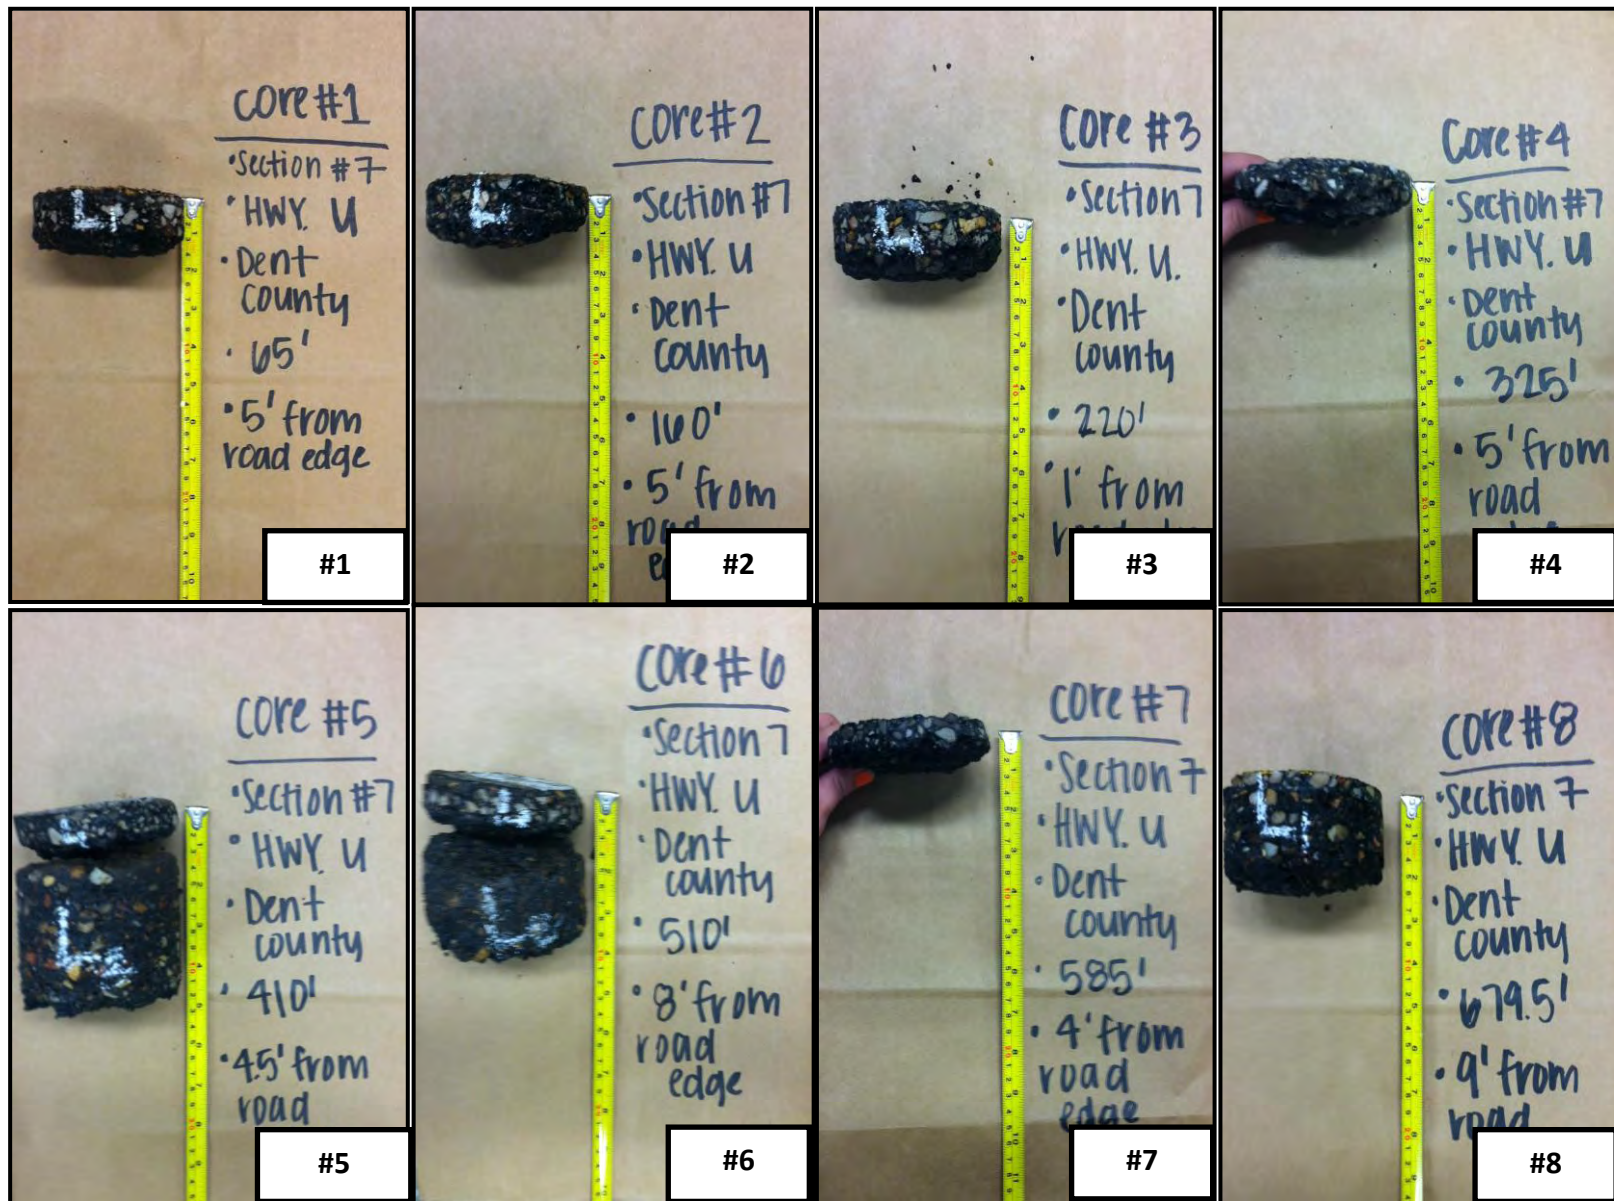 Core #1
•Section #7
•HWY. U
•Dent
county
•65'
•5' from
road edge
#1
Core #2
•Section #7
•HWY. U
•Dent
county
•160'
•5' from
road
#2
Core #3
•Section 7
•HWY. U.
•Dent
county
•220'
•1' from
#3
Core #4
•Section #7
•HWY. U
•Dent
county
•325'
•5' from
road
#4
Core #5
•Section #7
•HWY. U
•Dent
county
•410'
•4.5' from
road
#5
Core #6
•Section 7
•HWY. U
•Dent
county
•510'
•8' from
road
edge
#6
Core #7
•Section 7
•HWY. U
•Dent
county
•585'
•4' from
road
edge
#7
Core #8
•Section 7
•HWY. U
•Dent
county
•679.5'
•9' from
road
#8